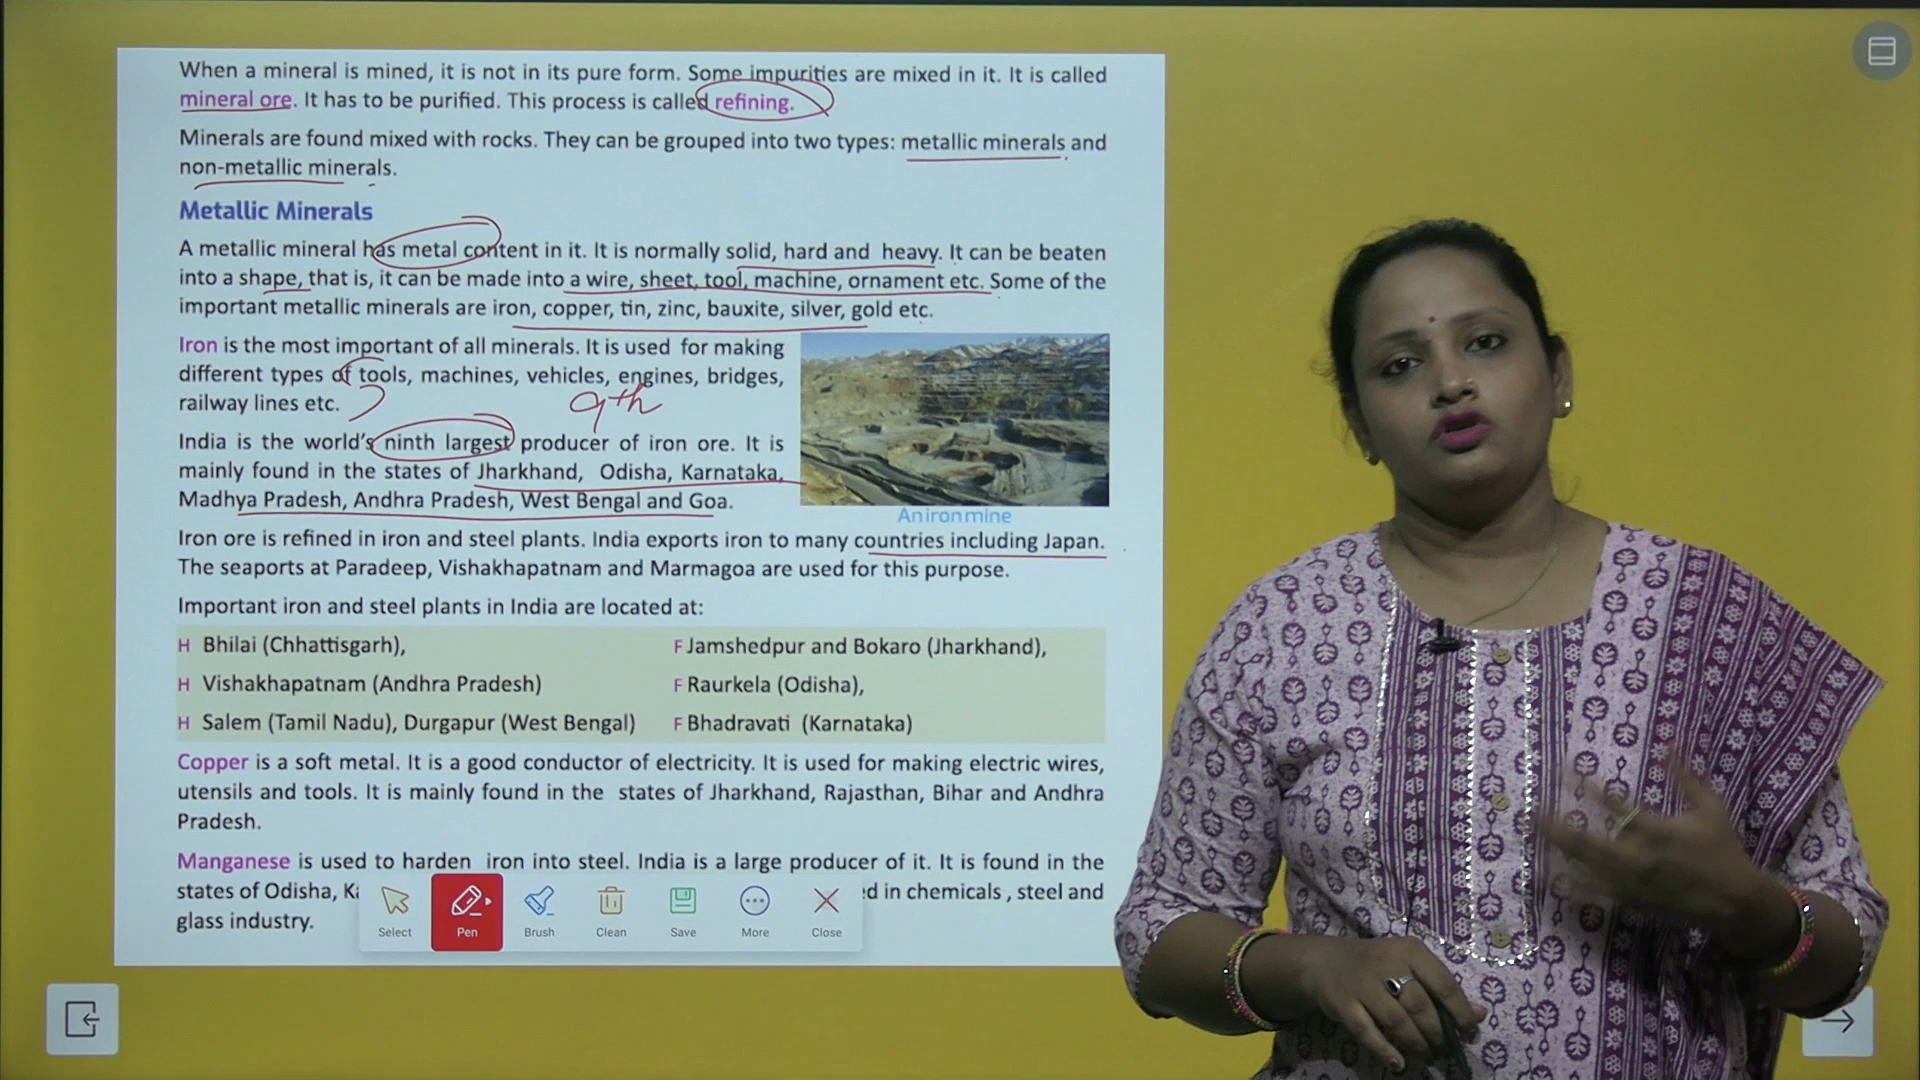 When a mineral is mined, it is not in its pure form. Some impurities are mixed in it. It is called
mineral ore. It has to be purified. This process is called refining.
Minerals are found mixed with rocks. They can be grouped into two types: metallic minerals and
non-metallic minerals.
Metallic Minerals
A metallic mineral has metal content in it. It is normally solid, hard and heavy. It can be beaten
into a shape, that is, it can be made into a wire, sheet, tool, machine, ornament etc. Some of the
important metallic minerals are iron, copper, tin, zinc, bauxite, silver, gold etc.
Iron is the most important of all minerals. It is used for making
different types of tools, machines, vehicles, engines, bridges,
railway lines etc.
9th
India is the world's ninth largest producer of iron ore. It is
mainly found in the states of Jharkhand, Odisha, Karnataka,
Madhya Pradesh, Andhra Pradesh, West Bengal and Goa.
An iron mine
Iron ore is refined in iron and steel plants. India exports iron to many countries including Japan.
The seaports at Paradeep, Vishakhapatnam and Marmagoa are used for this purpose.
Important iron and steel plants in India are located at:
H Bhilai (Chhattisgarh),
F Jamshedpur and Bokaro (Jharkhand),
H Vishakhapatnam (Andhra Pradesh)
F Raurkela (Odisha),
H Salem (Tamil Nadu), Durgapur (West Bengal)
F Bhadravati (Karnataka)
Copper is a soft metal. It is a good conductor of electricity. It is used for making electric wires,
utensils and tools. It is mainly found in the states of Jharkhand, Rajasthan, Bihar and Andhra
Pradesh.
Manganese is used to harden iron into steel. India is a large producer of it. It is found in the
states of Odisha, in chemicals , steel and
glass industry.
Select Pen Brush Clean Save More Close